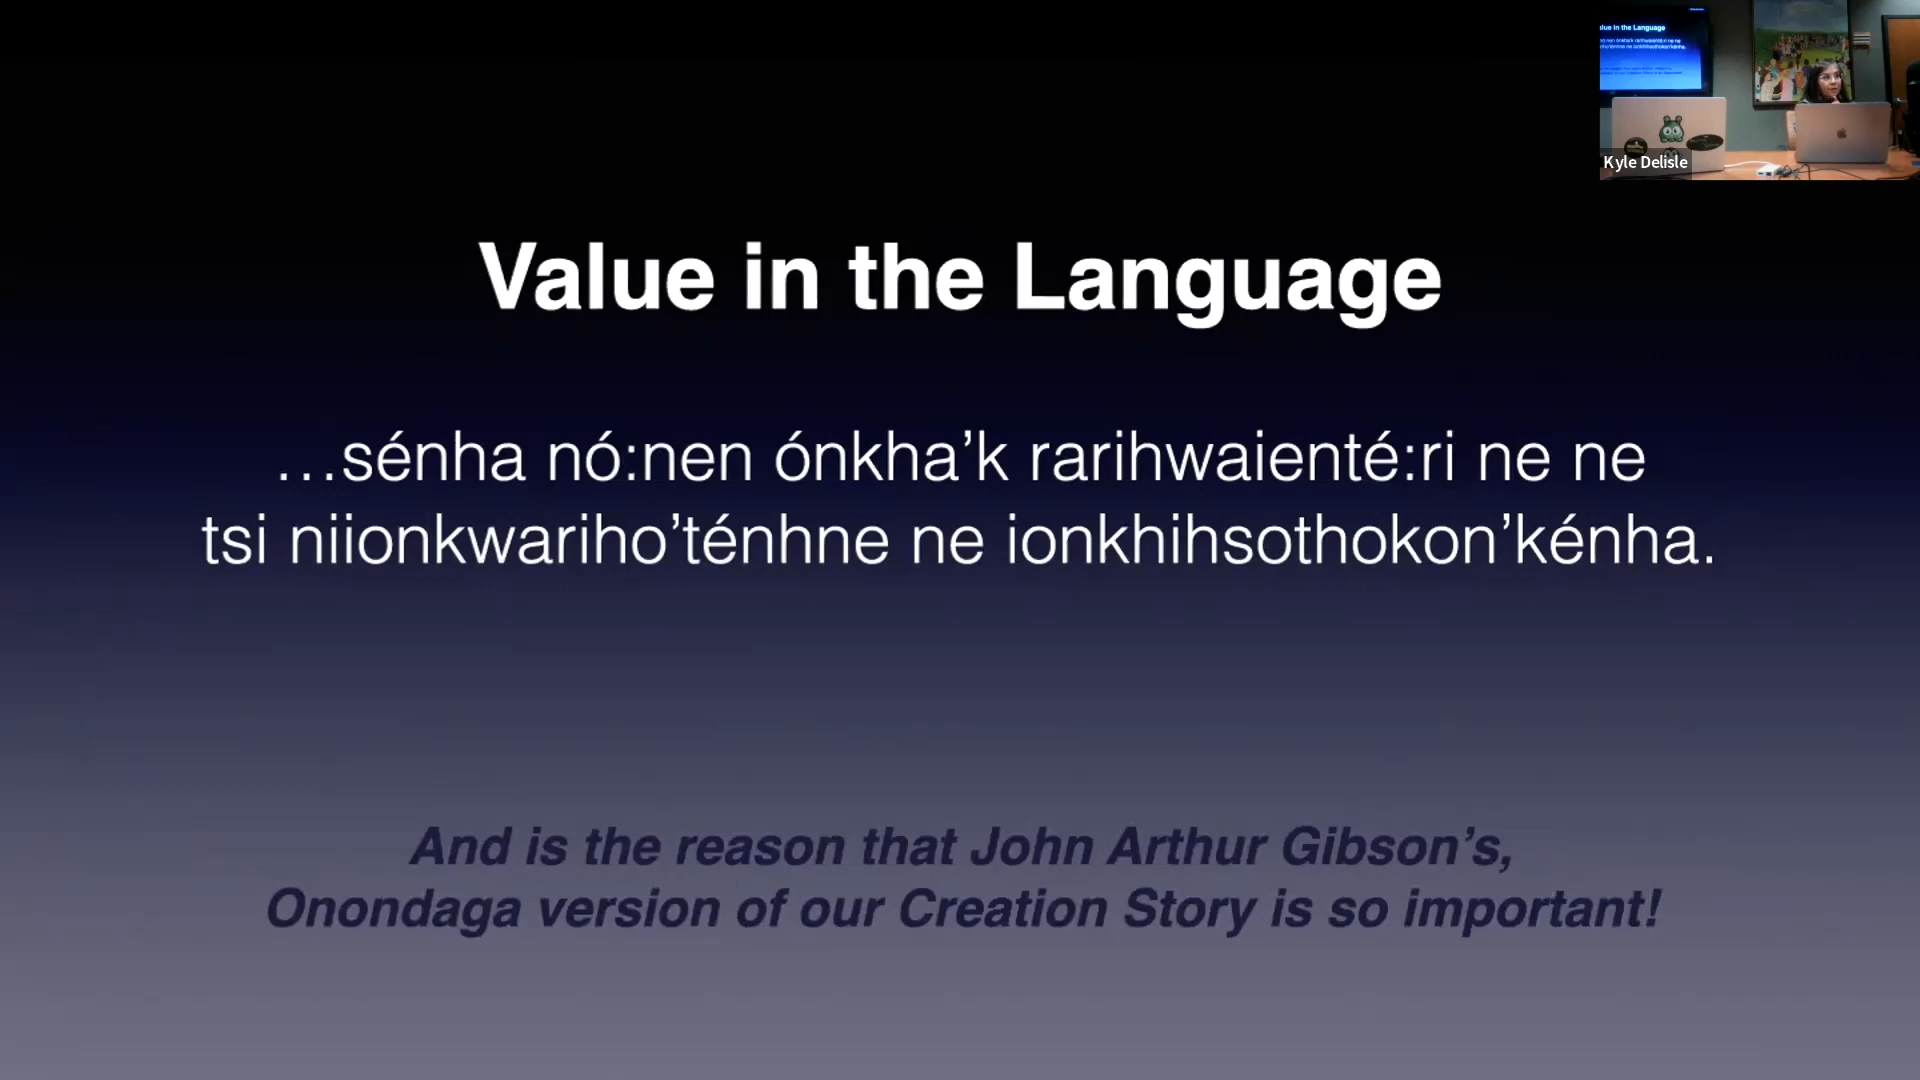 Value in the Language
…sénha nó:nen ónkha’k rarihwaienté:ri ne ne
tsi niionkwariho’ténhne ne ionkhihsothokon’kénha.
And is the reason that John Arthur Gibson’s,
Onondaga version of our Creation Story is so important!
Kyle Delisle